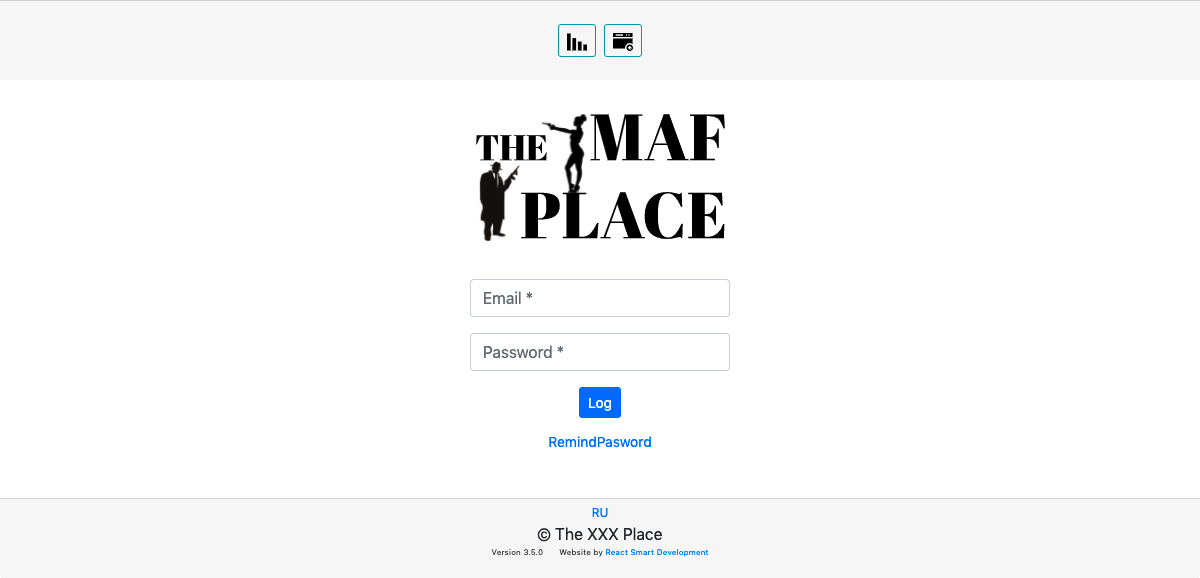 THE MAF
PLACE
Email *
Password *
Log
RemindPasword
RU
© The XXX Place
Version 3.5.0 Website by React Smart Development